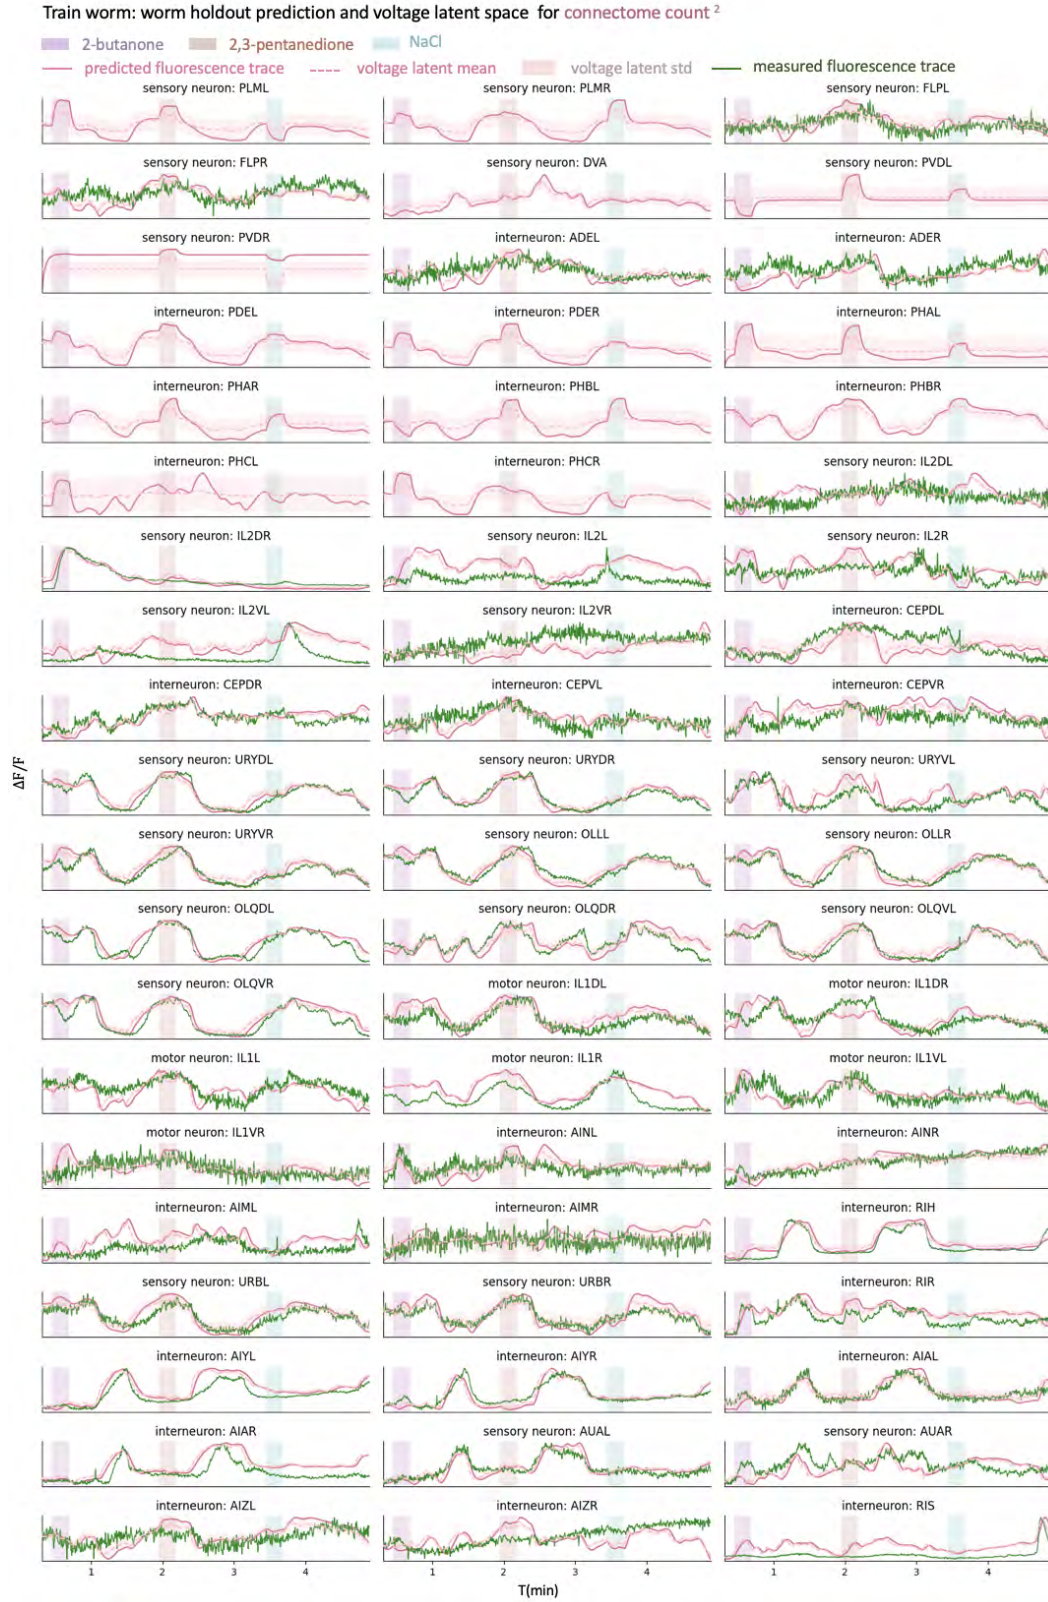 Train worm: worm holdout prediction and voltage latent space for connectome count ²
2-butanone 2,3-pentanedione NaCl
predicted fluorescence trace voltage latent mean voltage latent std measured fluorescence trace
sensory neuron: PLML sensory neuron: PLMR sensory neuron: FLPL
sensory neuron: FLPR sensory neuron: DVA sensory neuron: PVDL
sensory neuron: PVDR interneuron: ADEL interneuron: ADER
interneuron: PDEL interneuron: PDER interneuron: PHAL
interneuron: PHAR interneuron: PHBL interneuron: PHBR
interneuron: PHCL interneuron: PHCR sensory neuron: IL2DL
sensory neuron: IL2DR sensory neuron: IL2L sensory neuron: IL2R
sensory neuron: IL2VL sensory neuron: IL2VR interneuron: CEPDL
interneuron: CEPDR interneuron: CEPVL interneuron: CEPVR
ΔF/F
sensory neuron: URYDL sensory neuron: URYDR sensory neuron: URYVL
sensory neuron: URYVR sensory neuron: OLLL sensory neuron: OLLR
sensory neuron: OLQDL sensory neuron: OLQDR sensory neuron: OLQVL
sensory neuron: OLQVR motor neuron: IL1DL motor neuron: IL1DR
motor neuron: IL1L motor neuron: IL1R motor neuron: IL1VL
motor neuron: IL1VR interneuron: AINL interneuron: AINR
interneuron: AIML interneuron: AIMR interneuron: RIH
sensory neuron: URBL sensory neuron: URBR interneuron: RIR
interneuron: AIYL interneuron: AIYR interneuron: AIAL
interneuron: AIAR sensory neuron: AUAL sensory neuron: AUAR
interneuron: AIZL interneuron: AIZR interneuron: RIS
1 2 3 4 1 2 3 4 1 2 3 4
T(min)